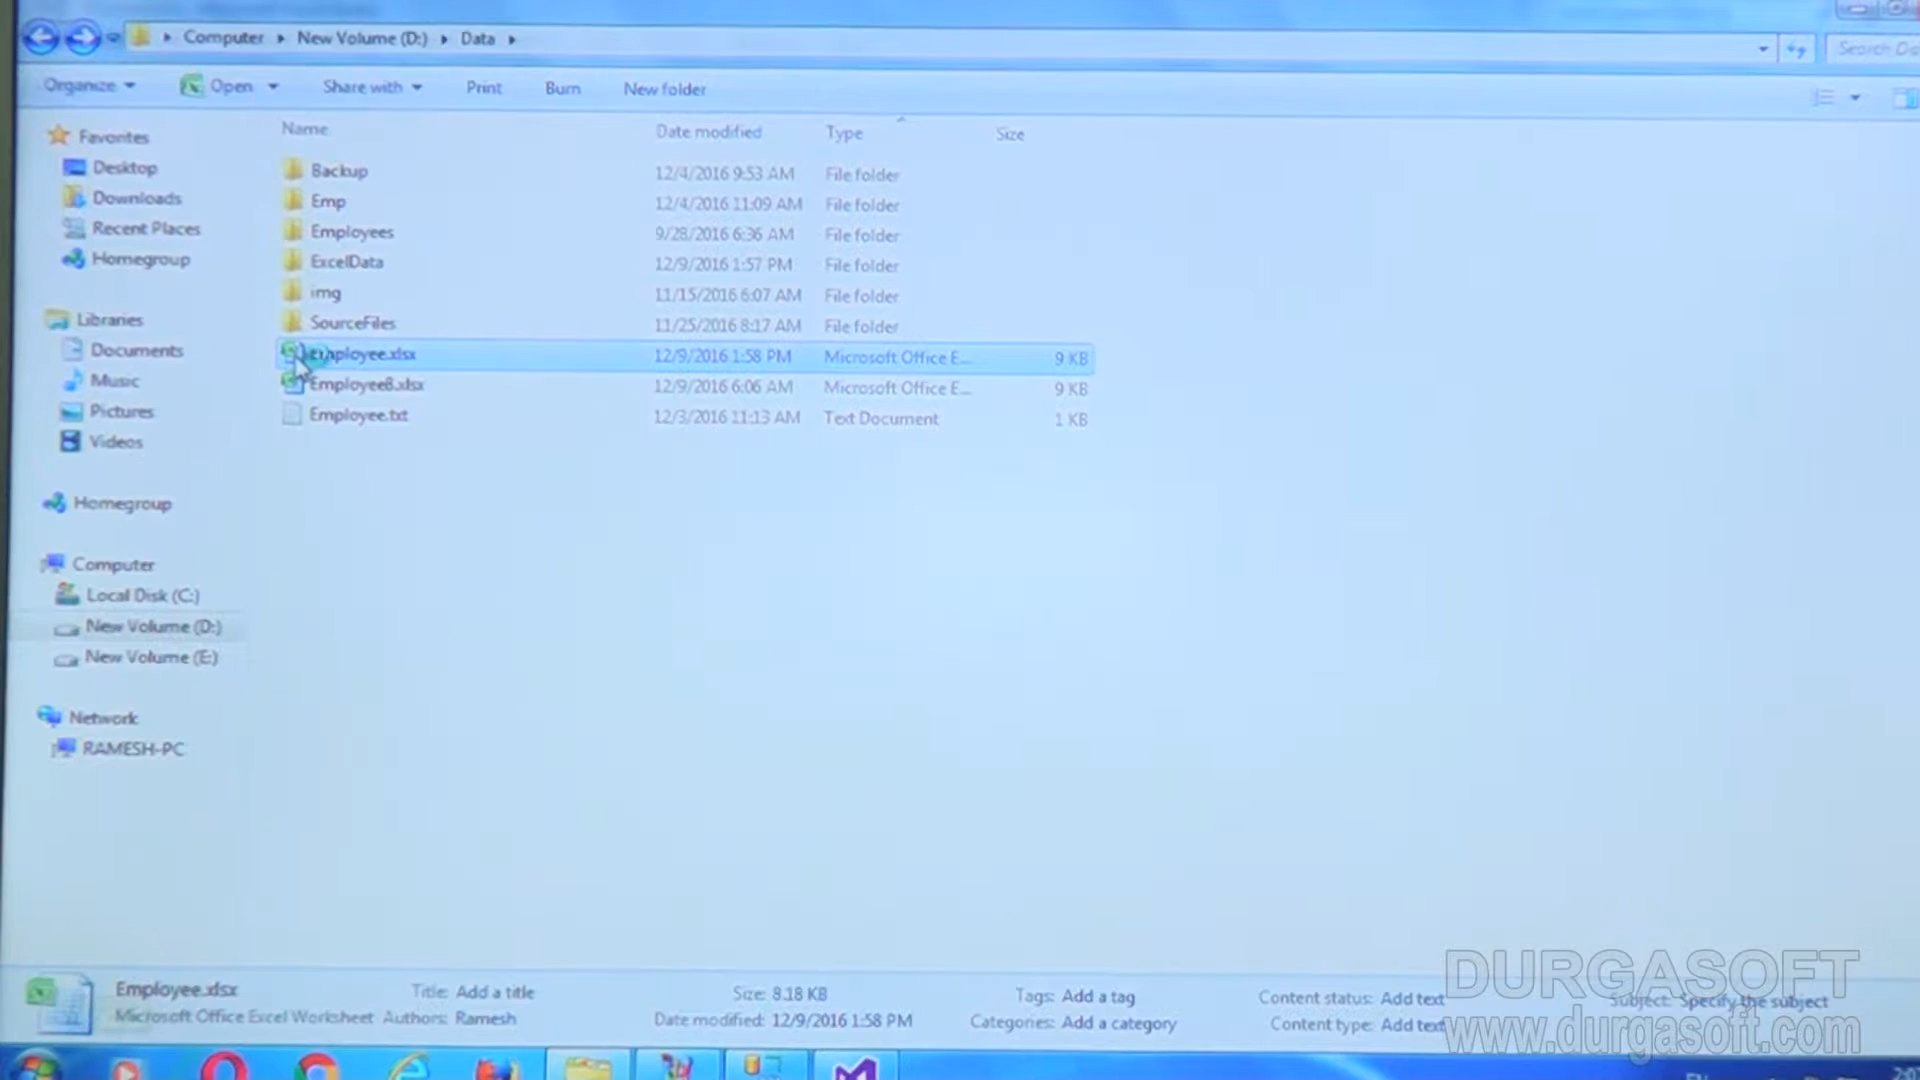 Computer ▸ New Volume (D:) ▸ Data ▸
Search Da
Organize Open Share with Print Burn New folder
Name Date modified Type Size
Favorites
Desktop
Downloads
Recent Places
Homegroup
Libraries
Documents
Music
Pictures
Videos
Homegroup
Computer
Local Disk (C:)
New Volume (D:)
New Volume (E:)
Network
RAMESH-PC
Backup 12/4/2016 9:53 AM File folder
Emp 12/4/2016 11:09 AM File folder
Employees 9/28/2016 6:36 AM File folder
ExcelData 12/9/2016 1:57 PM File folder
img 11/15/2016 6:07 AM File folder
SourceFiles 11/25/2016 8:17 AM File folder
Employee.xlsx 12/9/2016 1:58 PM Microsoft Office E... 9 KB
Employee8.xlsx 12/9/2016 6:06 AM Microsoft Office E... 9 KB
Employee.txt 12/3/2016 11:13 AM Text Document 1 KB
Employee.xlsx Title: Add a title Size: 8.18 KB Tags: Add a tag Content status: Add text Subject: Specify the subject
Microsoft Office Excel Worksheet Authors: Ramesh Date modified: 12/9/2016 1:58 PM Categories: Add a category Content type: Add text
DURGASOFT
www.durgasoft.com